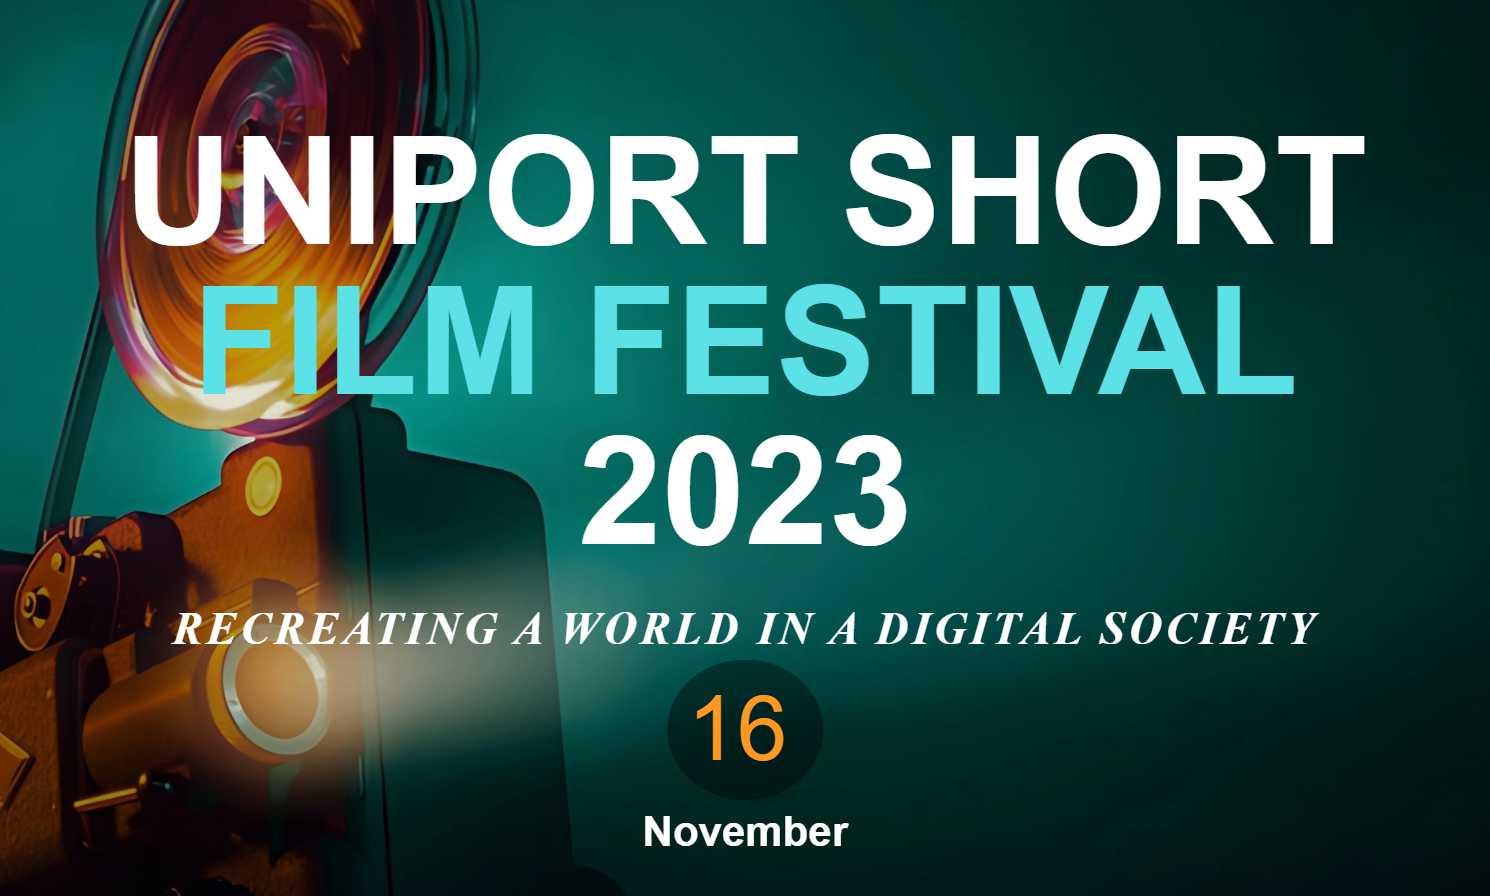 UNIPORT SHORT
FILM FESTIVAL
2023
RECREATING A WORLD IN A DIGITAL SOCIETY
16
November